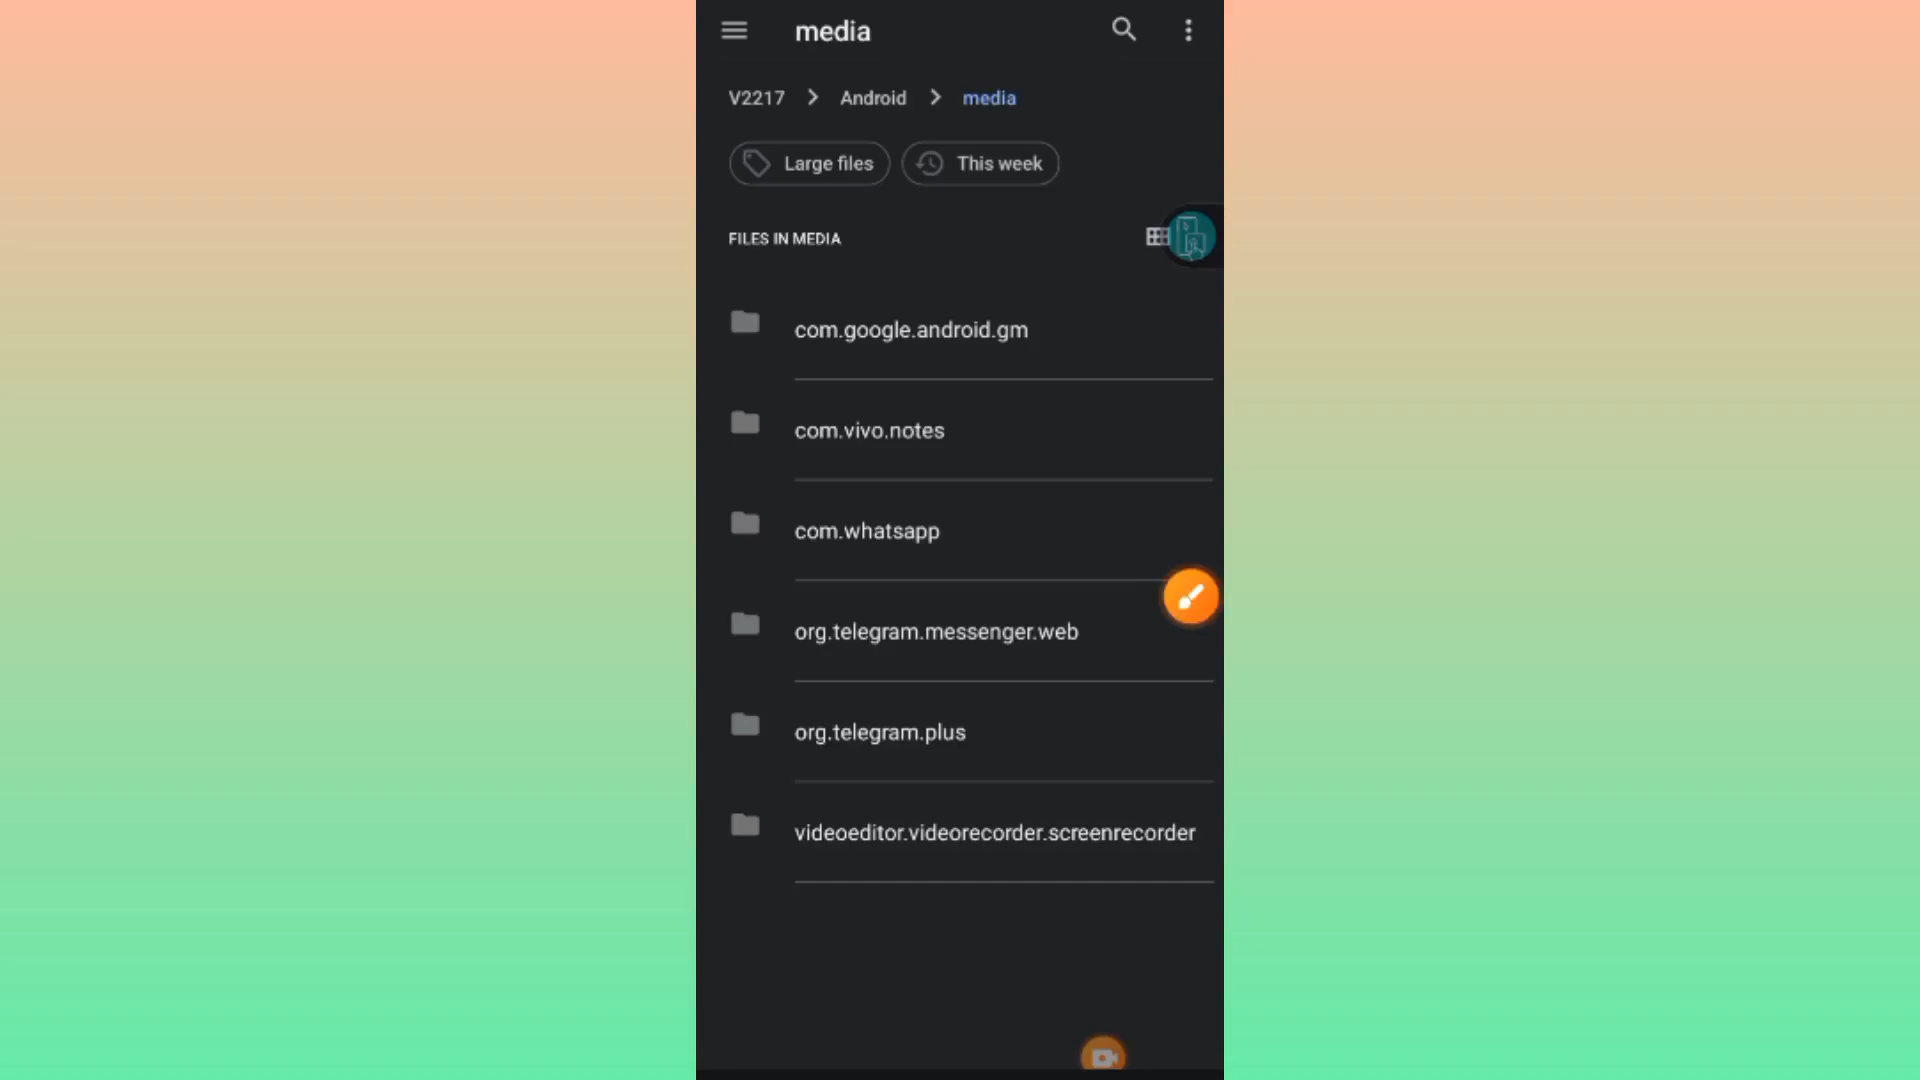 media
V2217 Android media
Large files This week
FILES IN MEDIA
com.google.android.gm
com.vivo.notes
com.whatsapp
org.telegram.messenger.web
org.telegram.plus
videoeditor.videorecorder.screenrecorder